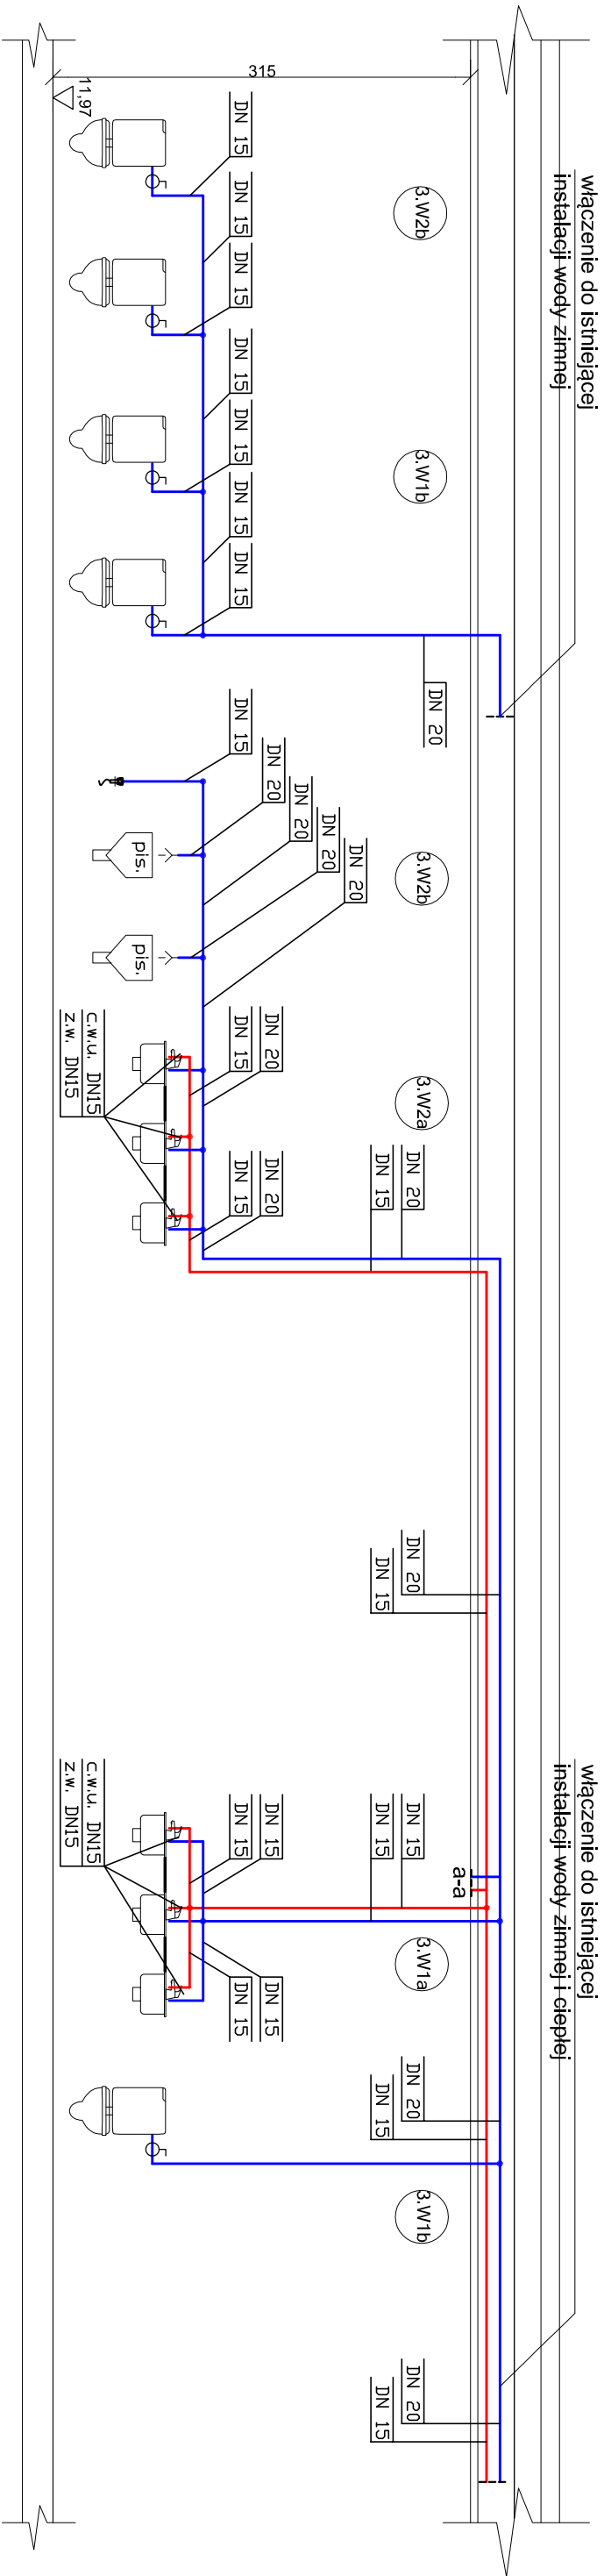 włączenie do istniejącej
instalacji wody zimnej
315
11,97
3.W2b
DN 15
DN 15
DN 15
3.W1b
DN 15
DN 15
DN 15
DN 15
DN 20
DN 15
DN 20
DN 20
DN 20
DN 20
3.W2b
pis.
pis.
3.W2a
DN 20
DN 15
DN 20
DN 15
c.w.u. DN15
z.w. DN15
DN 20
DN 15
DN 20
DN 15
włączenie do istniejącej
instalacji wody zimnej i ciepłej
DN 15
DN 15
a-a
3.W1a
DN 15
DN 15
DN 15
DN 15
c.w.u. DN15
z.w. DN15
DN 20
DN 15
3.W1b
DN 20
DN 15